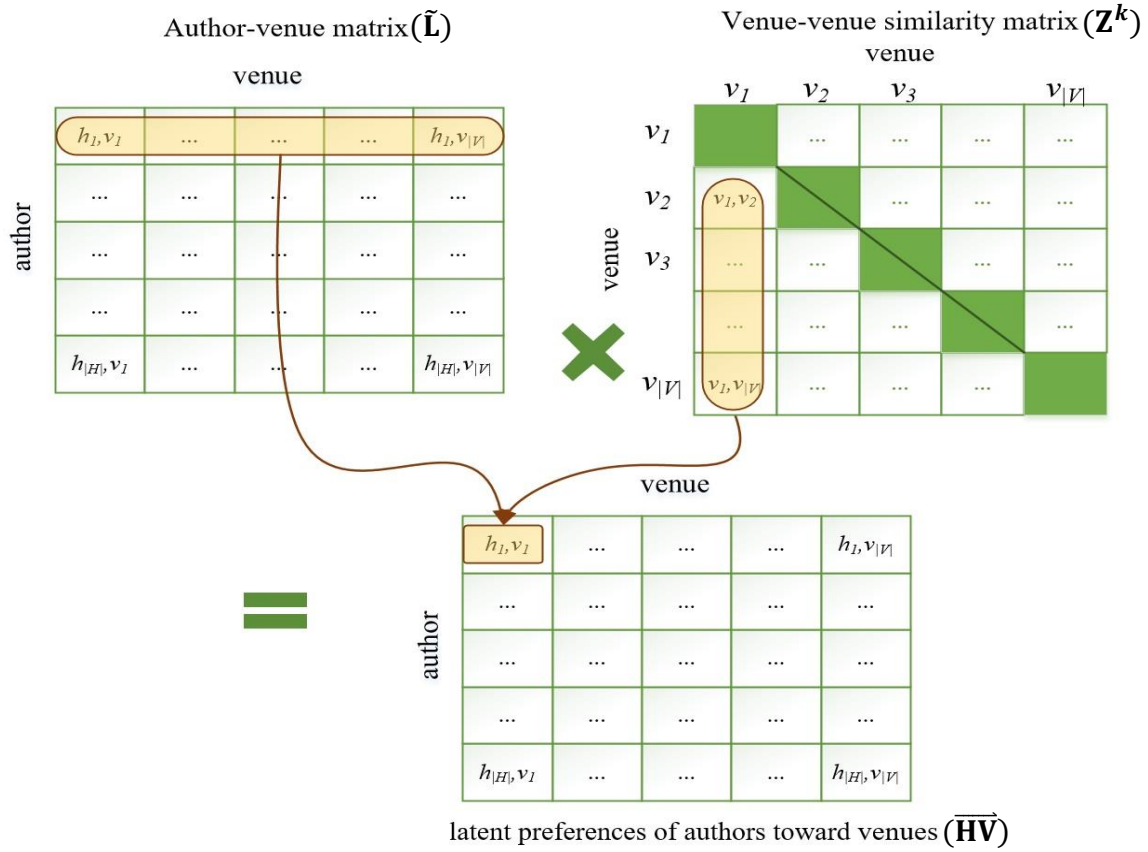 Author-venue matrix(L̃)
venue
author
h₁,v₁ ... ... ... h₁,v|V|
... ... ... ... ...
... ... ... ... ...
... ... ... ... ...
h|H|,v₁ h|H|,v|V|
×
Venue-venue similarity matrix(Zᵏ)
venue
v₁ v₂ v₃ v|V|
venue
v₁ ... ... ... ...
v₂ v₁,v₂ ... ... ...
v₃ ... ... ... ...
... ... ... ...
v|V| v₁,v|V| ... ... ...
=
venue
author
h₁,v₁ ... ... ... h₁,v|V|
... ... ... ... ...
... ... ... ... ...
... ... ... ... ...
h|H|,v₁ ... ... ... h|H|,v|V|
latent preferences of authors toward venues (H⃗V⃗)